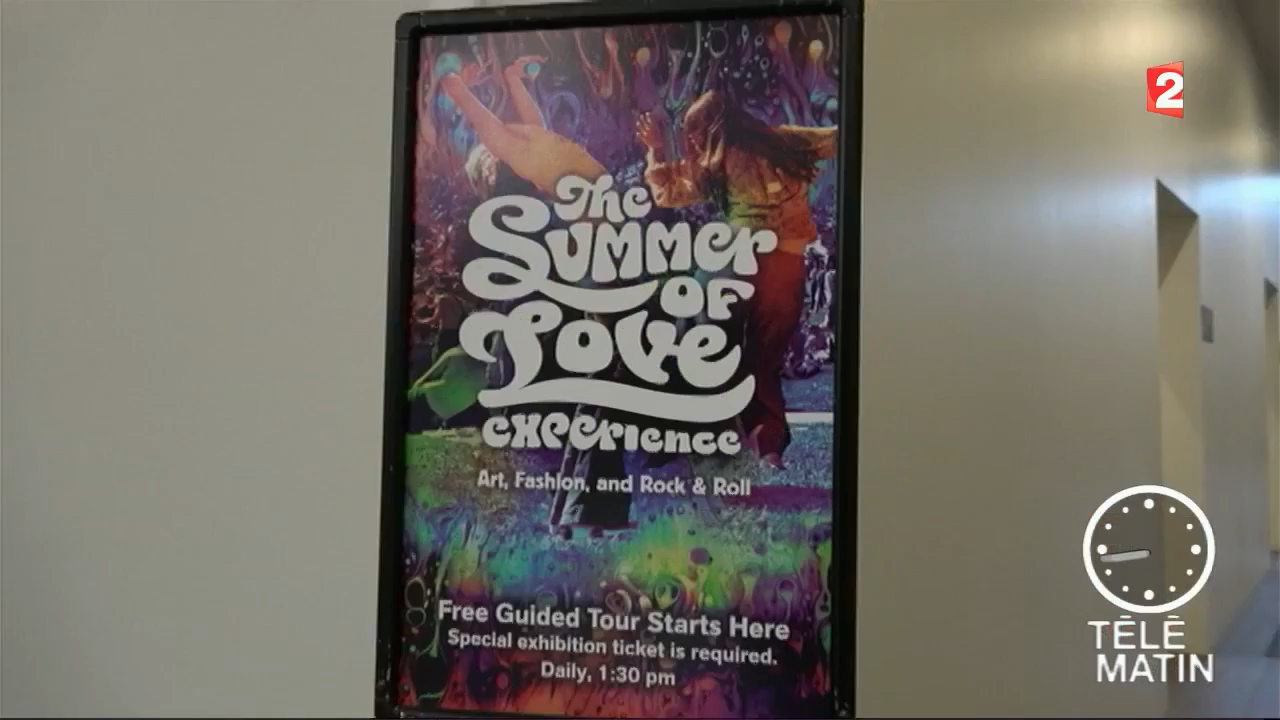 2
The
SUMMER
OF
Love
EXPERIENCE
Art, Fashion, and Rock & Roll
Free Guided Tour Starts Here
Special exhibition ticket is required.
Daily, 1:30 pm
TÉLÉ
MATIN